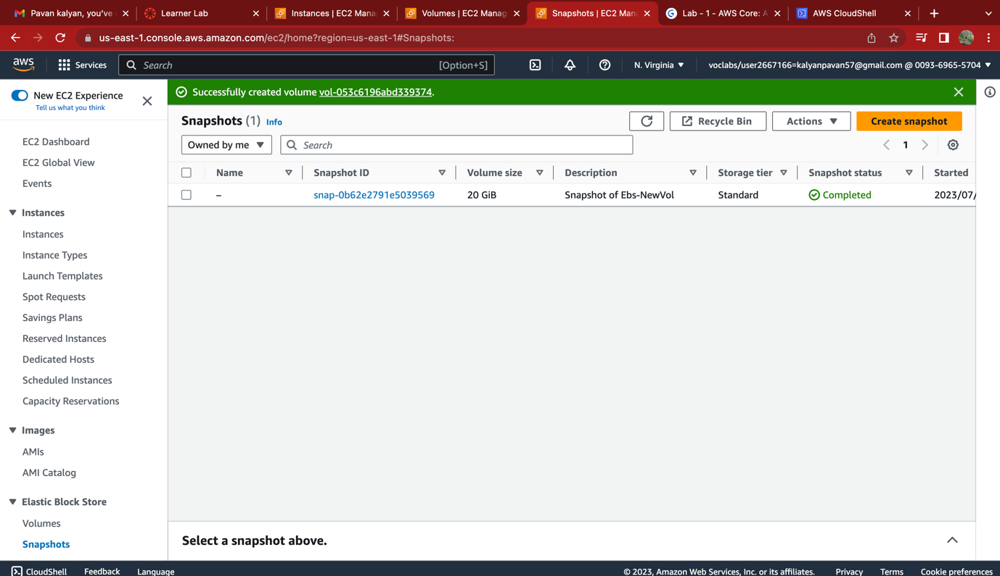 Pavan kalyan, you've
Learner Lab
Instances | EC2 Mana
Volumes | EC2 Manag
Snapshots | EC2 Man
Lab - 1 - AWS Core: A
AWS CloudShell
us-east-1.console.aws.amazon.com/ec2/home?region=us-east-1#Snapshots:
aws
Services
Search
[Option+S]
N. Virginia
voclabs/user2667166=kalyanpavan57@gmail.com @ 0093-6965-5704
New EC2 Experience
Tell us what you think
Successfully created volume vol-053c6196abd339374.
Snapshots (1) Info
Recycle Bin
Actions
Create snapshot
Owned by me
Search
1
Name
Snapshot ID
Volume size
Description
Storage tier
Snapshot status
Started
–
snap-0b62e2791e5039569
20 GiB
Snapshot of Ebs-NewVol
Standard
Completed
2023/07/
EC2 Dashboard
EC2 Global View
Events
Instances
Instances
Instance Types
Launch Templates
Spot Requests
Savings Plans
Reserved Instances
Dedicated Hosts
Scheduled Instances
Capacity Reservations
Images
AMIs
AMI Catalog
Elastic Block Store
Volumes
Snapshots
Select a snapshot above.
CloudShell
Feedback
Language
© 2023, Amazon Web Services, Inc. or its affiliates.
Privacy
Terms
Cookie preferences